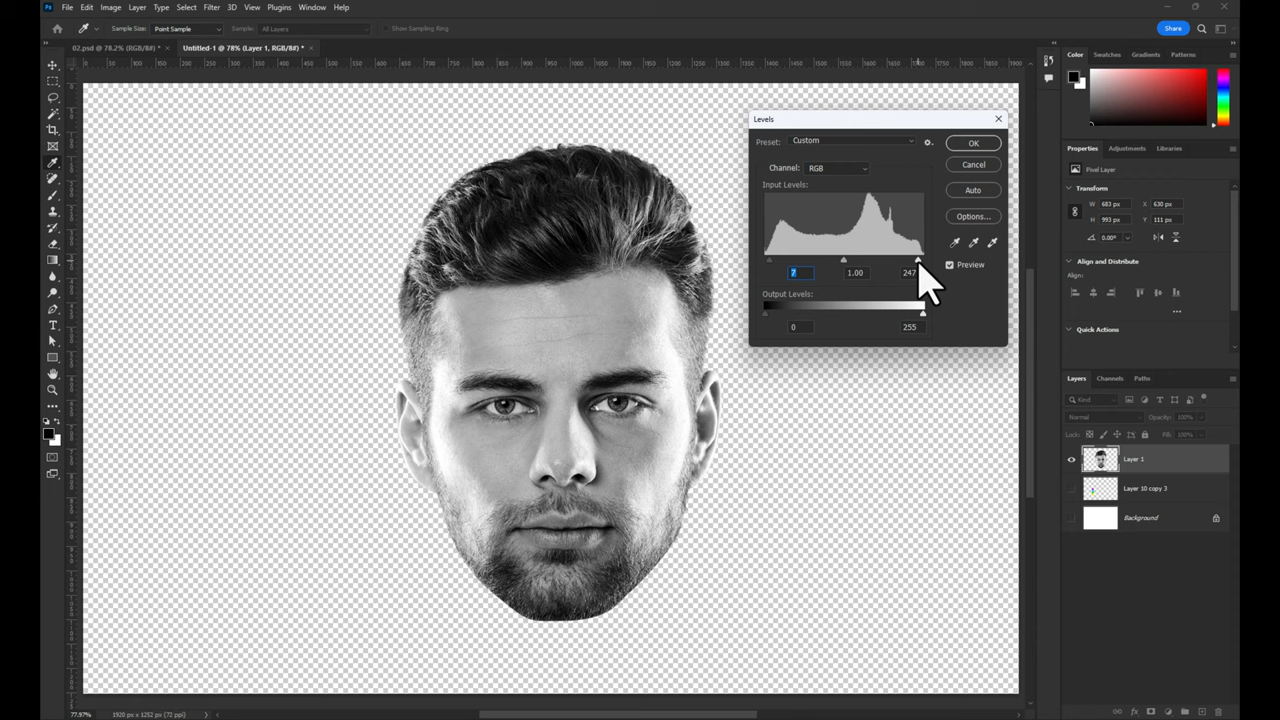 Ps File Edit Image Layer Type Select Filter 3D View Plugins Window Help
Sample Size: Point Sample Sample: All Layers Show Sampling Ring Share
02.psd @ 78.2% (RGB/8#) * × Untitled-1 @ 78% (Layer 1, RGB/8#) * ×
Color Swatches Gradients Patterns
Levels
Preset: Custom OK
Channel: RGB Cancel
Input Levels:
Auto
Options...
7 1.00 247
Preview
Output Levels:
0 255
Properties Adjustments Libraries
Pixel Layer
Transform
W 683 px X 630 px
H 993 px Y 111 px
0.00°
Align and Distribute
Align:
Quick Actions
Layers Channels Paths
Kind
Normal Opacity: 100%
Lock: Fill: 100%
Layer 1
Layer 10 copy 3
Background
77.97% 1920 px x 1252 px (72 ppi)